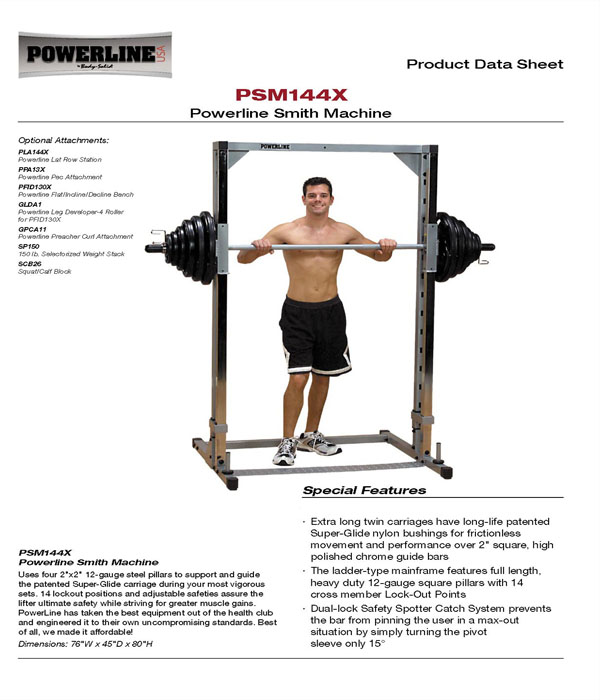 POWERLINE USA
by Body-Solid
Product Data Sheet
PSM144X
Powerline Smith Machine
Optional Attachments:
PLA144X
Powerline Lat Row Station
PPA13X
Powerline Pec Attachment
PFID130X
Powerline Flat/Incline/Decline Bench
GLDA1
Powerline Leg Developer-4 Roller
for PFID130X
GPCA11
Powerline Preacher Curl Attachment
SP150
150 lb. Selectorized Weight Stack
SCB26
Squat/Calf Block
POWERLINE
Special Features
· Extra long twin carriages have long-life patented
Super-Glide nylon bushings for frictionless
movement and performance over 2" square, high
polished chrome guide bars
· The ladder-type mainframe features full length,
heavy duty 12-gauge square pillars with 14
cross member Lock-Out Points
· Dual-lock Safety Spotter Catch System prevents
the bar from pinning the user in a max-out
situation by simply turning the pivot
sleeve only 15°
PSM144X
Powerline Smith Machine
Uses four 2"x2" 12-gauge steel pillars to support and guide
the patented Super-Glide carriage during your most vigorous
sets. 14 lockout positions and adjustable safeties assure the
lifter ultimate safety while striving for greater muscle gains.
PowerLine has taken the best equipment out of the health club
and engineered it to their own uncompromising standards. Best
of all, we made it affordable!
Dimensions: 76"W x 45"D x 80"H